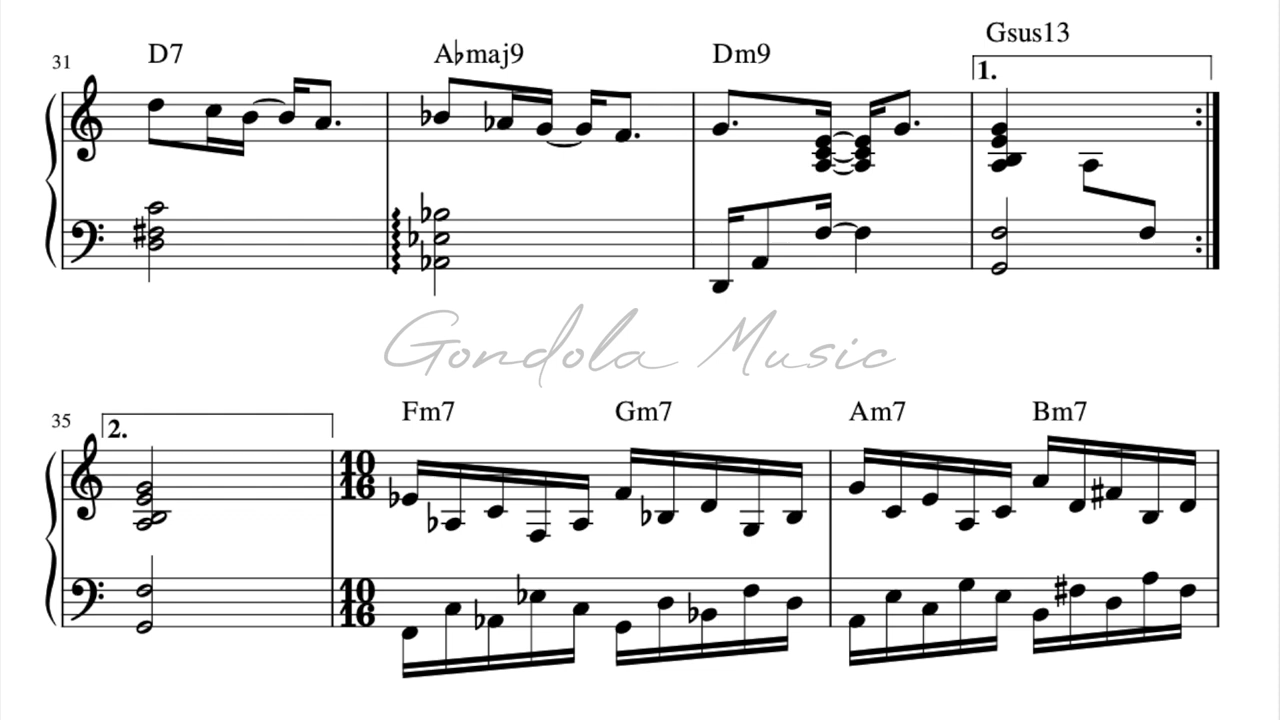 Gsus13
31 D7 A♭maj9 Dm9 1.
Gondola Music
35 2. Fm7 Gm7 Am7 Bm7
10 10
16 16